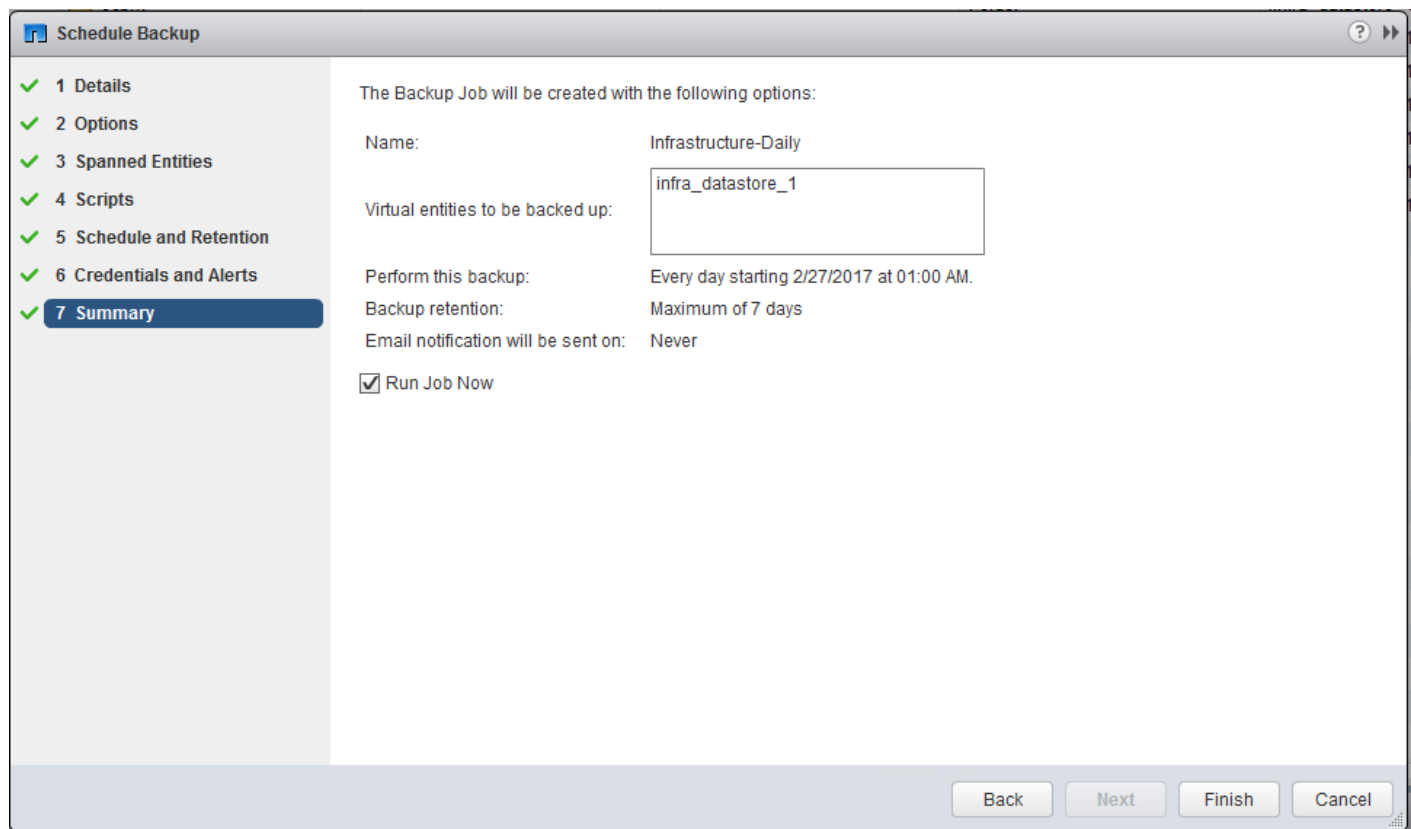 Schedule Backup
?
1 Details
2 Options
3 Spanned Entities
4 Scripts
5 Schedule and Retention
6 Credentials and Alerts
7 Summary
The Backup Job will be created with the following options:
Name: Infrastructure-Daily
Virtual entities to be backed up: infra_datastore_1
Perform this backup: Every day starting 2/27/2017 at 01:00 AM.
Backup retention: Maximum of 7 days
Email notification will be sent on: Never
Run Job Now
Back Next Finish Cancel